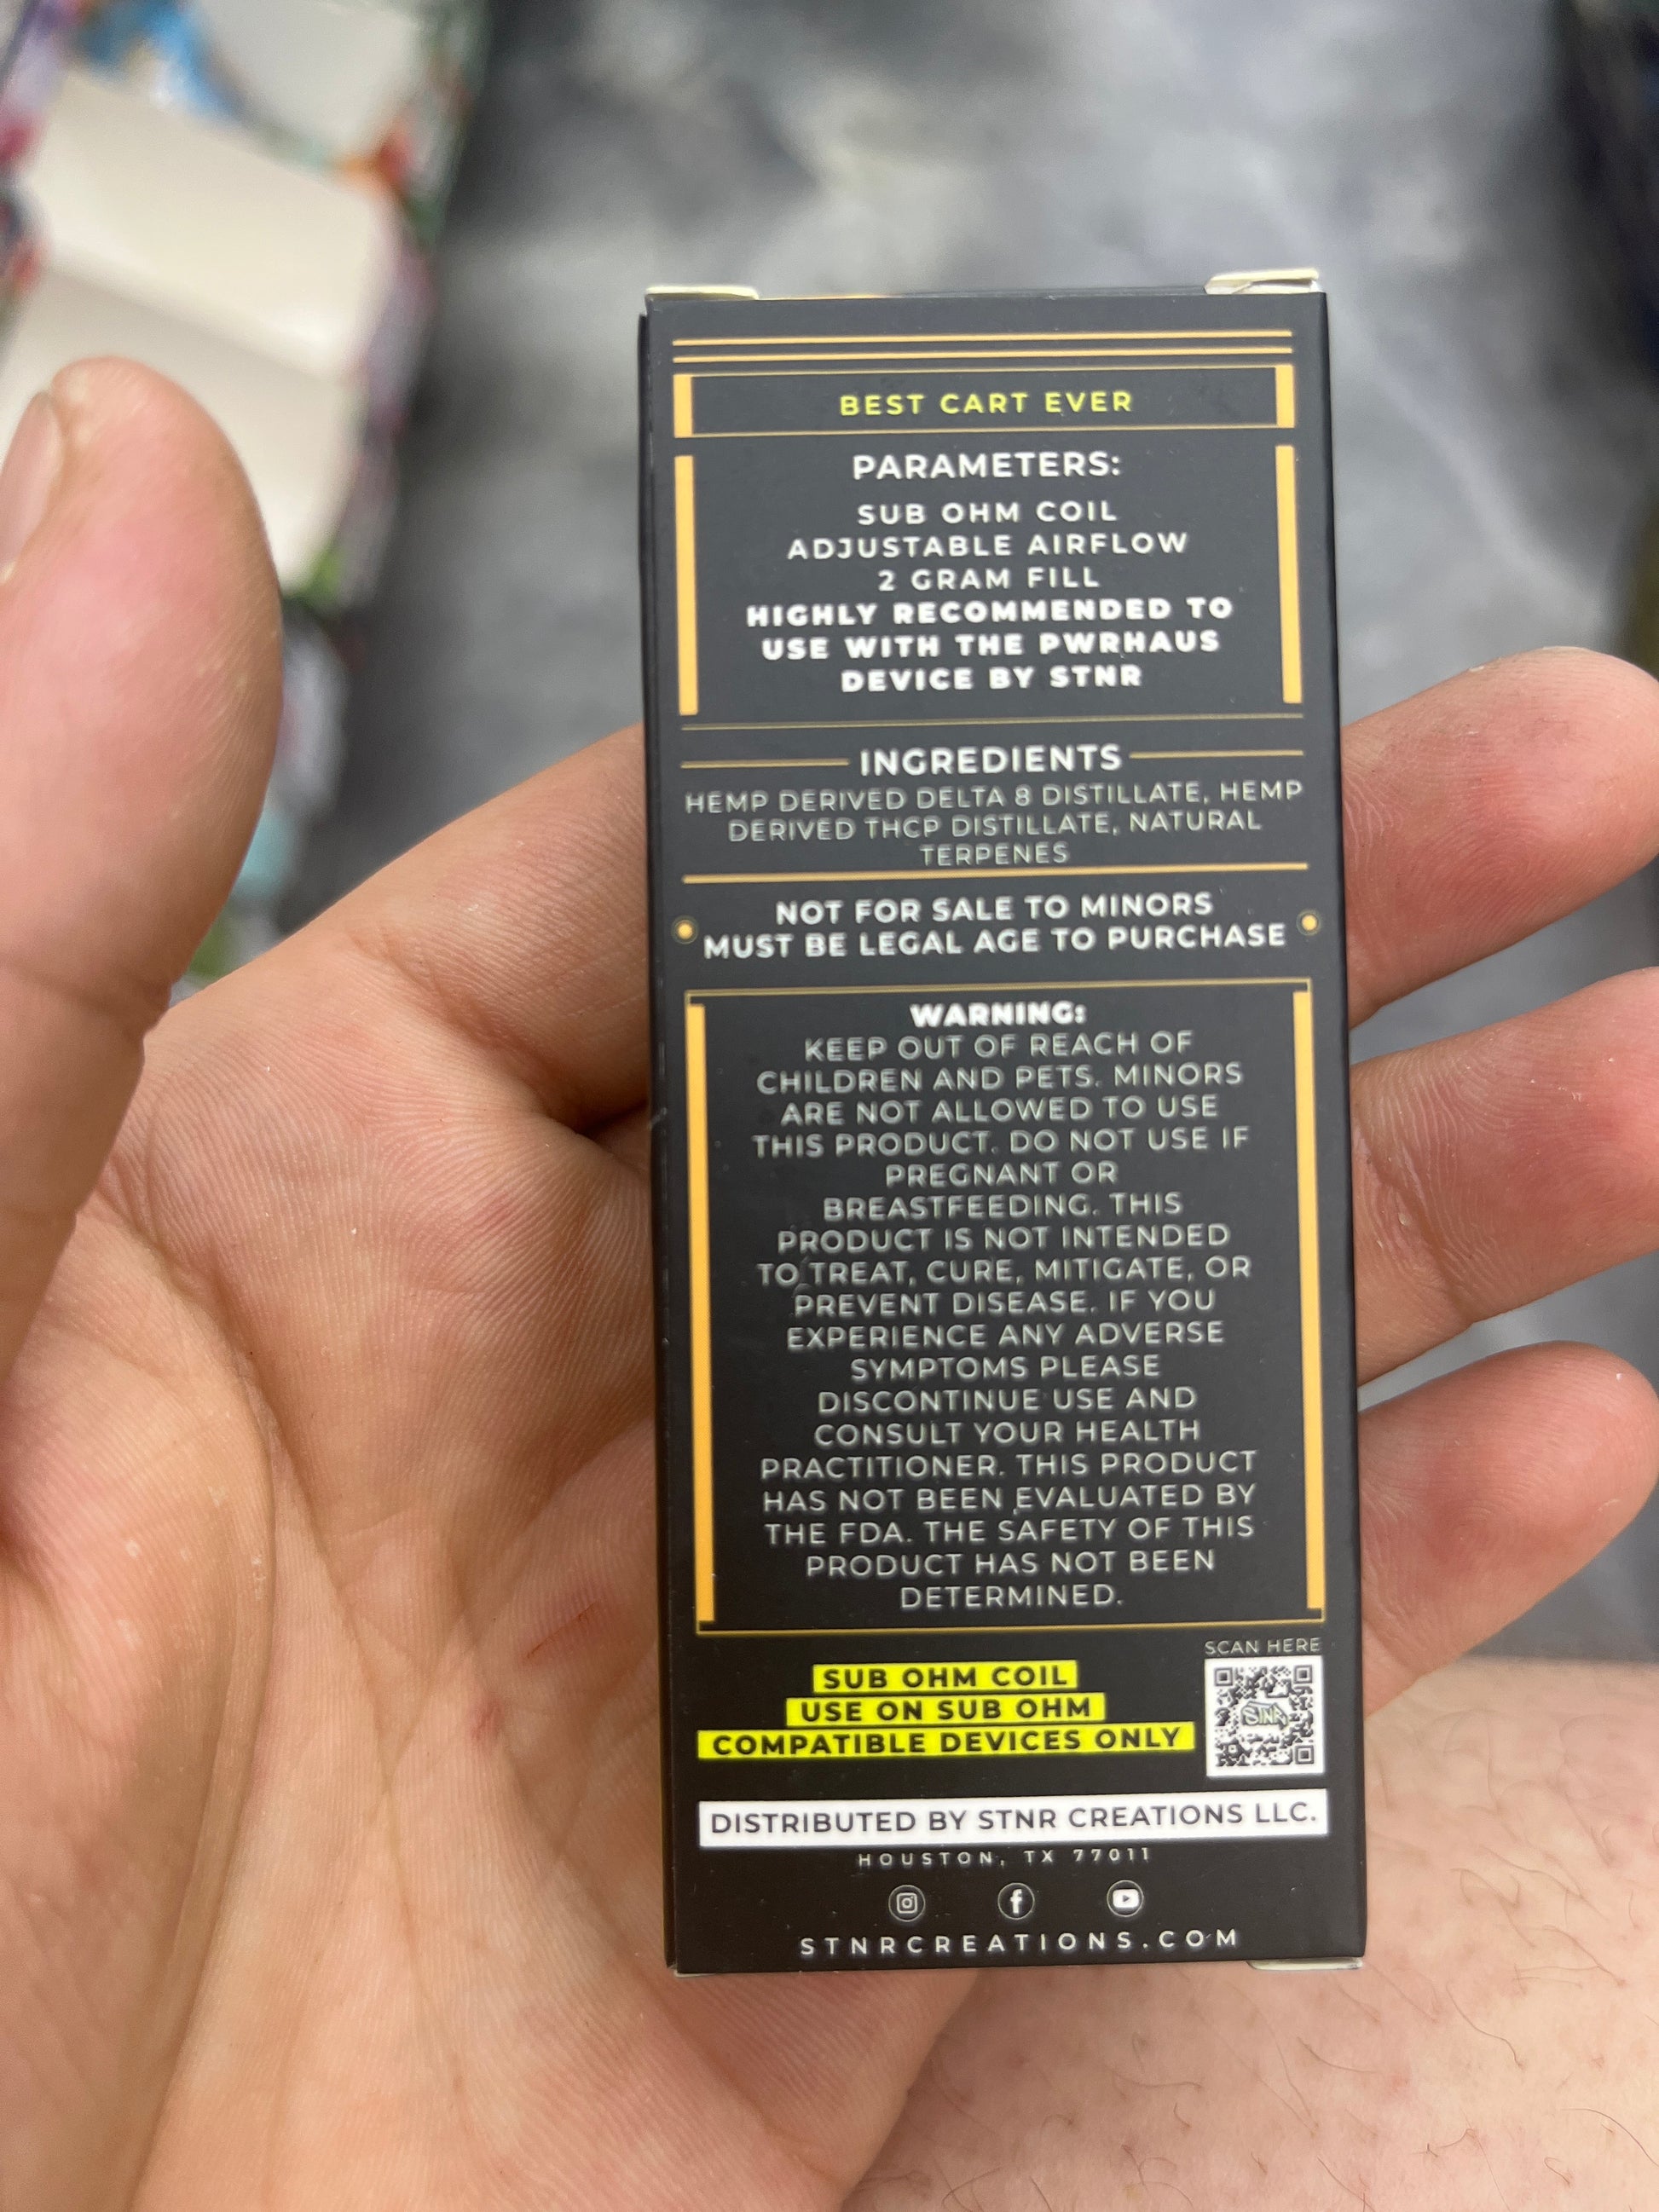 BEST CART EVER
PARAMETERS:
SUB OHM COIL
ADJUSTABLE AIRFLOW
2 GRAM FILL
HIGHLY RECOMMENDED TO
USE WITH THE PWRHAUS
DEVICE BY STNR
INGREDIENTS
HEMP DERIVED DELTA 8 DISTILLATE, HEMP
DERIVED THCP DISTILLATE, NATURAL
TERPENES
NOT FOR SALE TO MINORS
MUST BE LEGAL AGE TO PURCHASE
WARNING:
KEEP OUT OF REACH OF
CHILDREN AND PETS. MINORS
ARE NOT ALLOWED TO USE
THIS PRODUCT. DO NOT USE IF
PREGNANT OR
BREASTFEEDING. THIS
PRODUCT IS NOT INTENDED
TO TREAT, CURE, MITIGATE, OR
PREVENT DISEASE. IF YOU
EXPERIENCE ANY ADVERSE
SYMPTOMS PLEASE
DISCONTINUE USE AND
CONSULT YOUR HEALTH
PRACTITIONER. THIS PRODUCT
HAS NOT BEEN EVALUATED BY
THE FDA. THE SAFETY OF THIS
PRODUCT HAS NOT BEEN
DETERMINED.
SCAN HERE
STNR
SUB OHM COIL
USE ON SUB OHM
COMPATIBLE DEVICES ONLY
DISTRIBUTED BY STNR CREATIONS LLC.
HOUSTON, TX 77011
STNRCREATIONS.COM